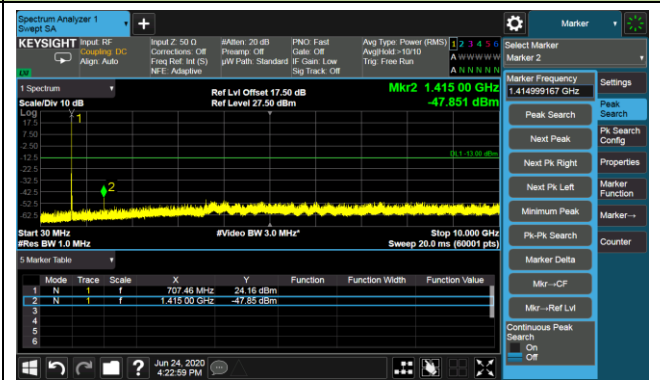 Spectrum Analyzer 1
Swept SA
+
Marker
KEYSIGHT
Input: RF
Coupling: DC
Align: Auto
Input Z: 50 Ω
Corrections: Off
Freq Ref: Int (S)
NFE: Adaptive
#Atten: 20 dB
Preamp: Off
µW Path: Standard
PNO: Fast
Gate: Off
IF Gain: Low
Sig Track: Off
Avg Type: Power (RMS)
Avg|Hold:>10/10
Trig: Free Run
1 2 3 4 5 6
A W W W W W
A N N N N N
LXI
Select Marker
Marker 2
1 Spectrum
Scale/Div 10 dB
Ref Lvl Offset 17.50 dB
Ref Level 27.50 dBm
Mkr2 1.415 00 GHz
-47.851 dBm
Log
17.5
7.50
-2.50
-12.5
-22.5
-32.5
-42.5
-52.5
-62.5
1
2
DL1 -13.00 dBm
Start 30 MHz
#Res BW 1.0 MHz
#Video BW 3.0 MHz*
Stop 10.000 GHz
Sweep 20.0 ms (60001 pts)
5 Marker Table
Mode Trace Scale X Y Function Function Width Function Value
1 N 1 f 707.46 MHz 24.16 dBm
2 N 1 f 1.415 00 GHz -47.85 dBm
3
4
5
6
Marker Frequency
1.414999167 GHz
Peak Search
Next Peak
Next Pk Right
Next Pk Left
Minimum Peak
Pk-Pk Search
Marker Delta
Mkr→CF
Mkr→Ref Lvl
Continuous Peak
Search
On
Off
Settings
Peak
Search
Pk Search
Config
Properties
Marker
Function
Marker→
Counter
?
Jun 24, 2020
4:22:59 PM